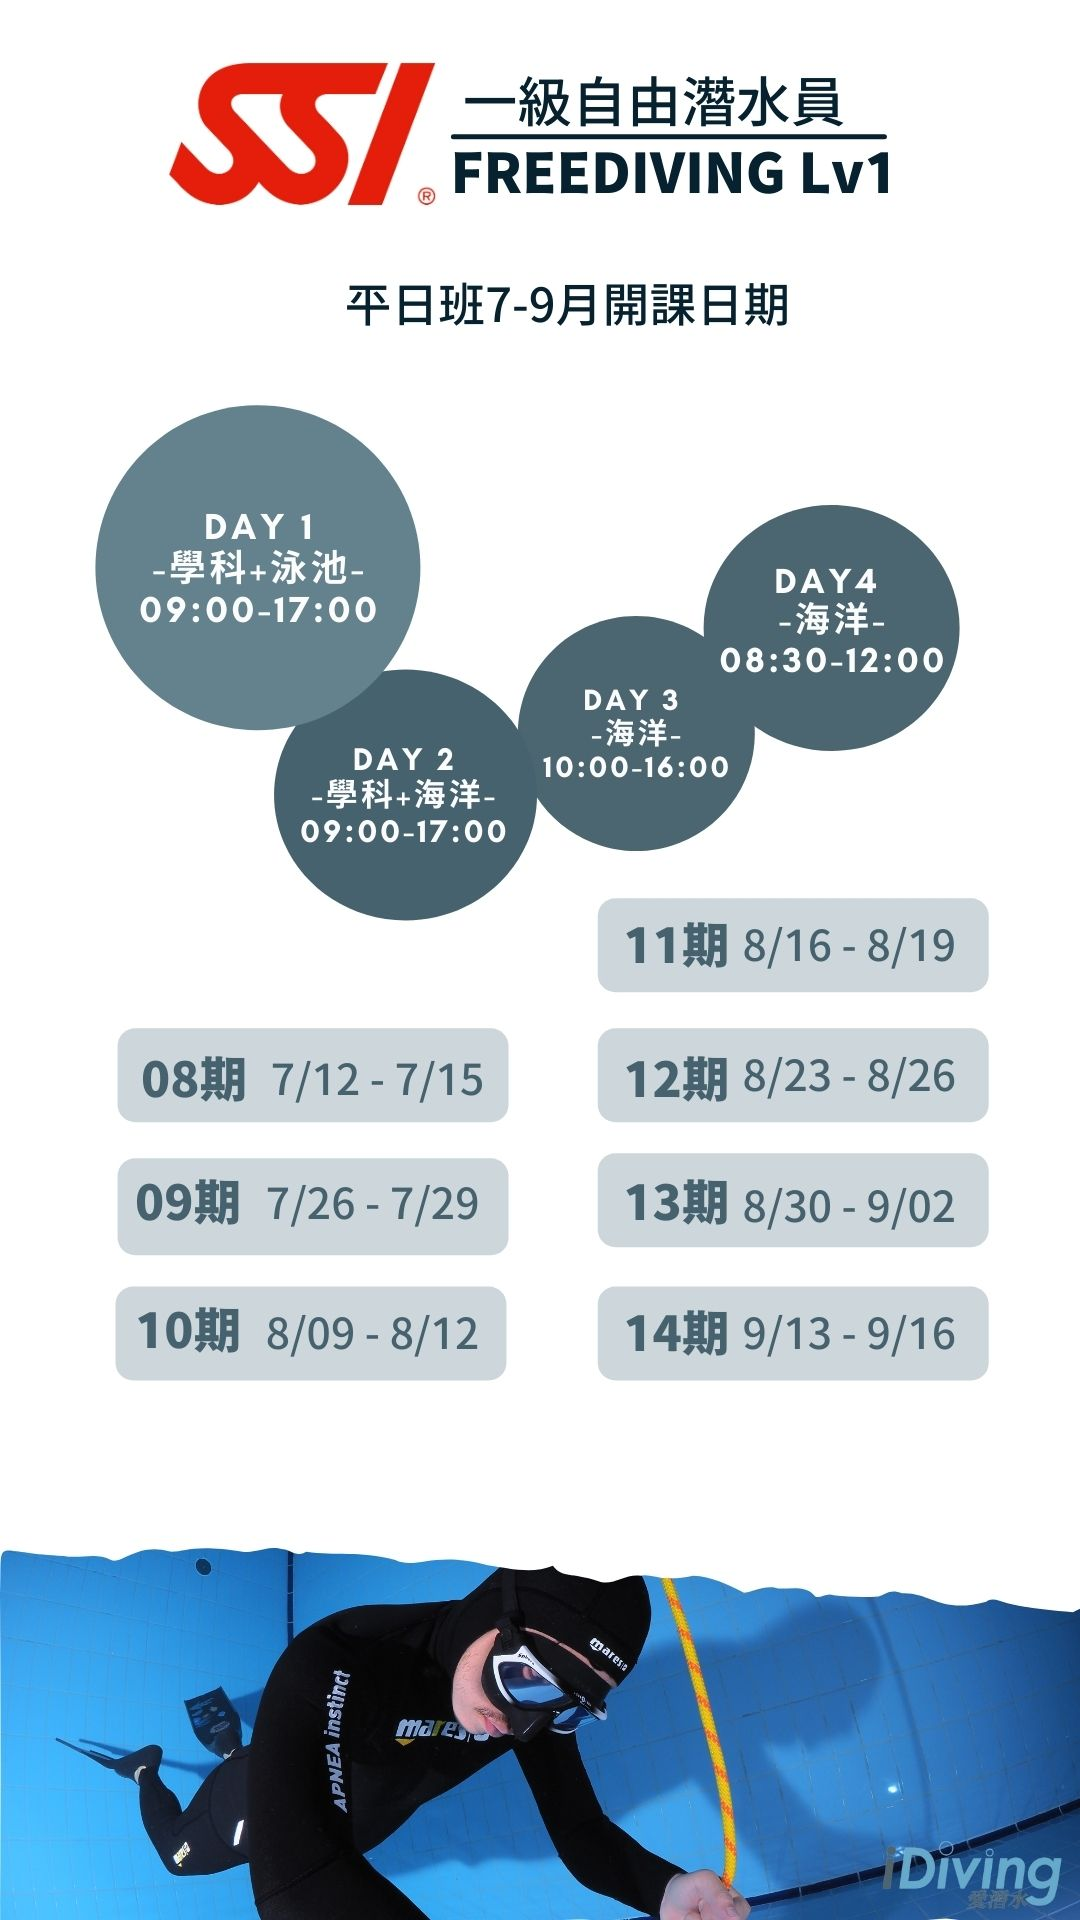 SSI®
一級自由潛水員
FREEDIVING Lv1
平日班7-9月開課日期
DAY 1
-學科+泳池-
09:00-17:00
DAY 2
-學科+海洋-
09:00-17:00
DAY 3
-海洋-
10:00-16:00
DAY4
-海洋-
08:30-12:00
08期 7/12 - 7/15
09期 7/26 - 7/29
10期 8/09 - 8/12
11期 8/16 - 8/19
12期 8/23 - 8/26
13期 8/30 - 9/02
14期 9/13 - 9/16
mares
APNEA instinct
mares
iDiving
愛潛水